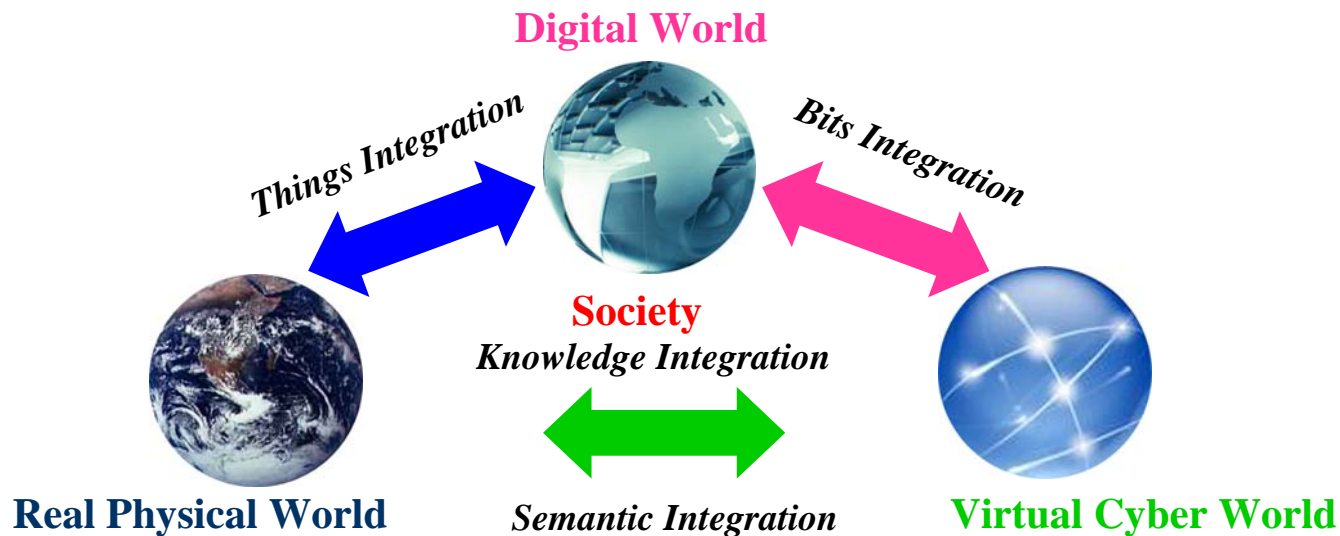 Digital World
Things Integration
Bits Integration
Society
Knowledge Integration
Real Physical World
Semantic Integration
Virtual Cyber World